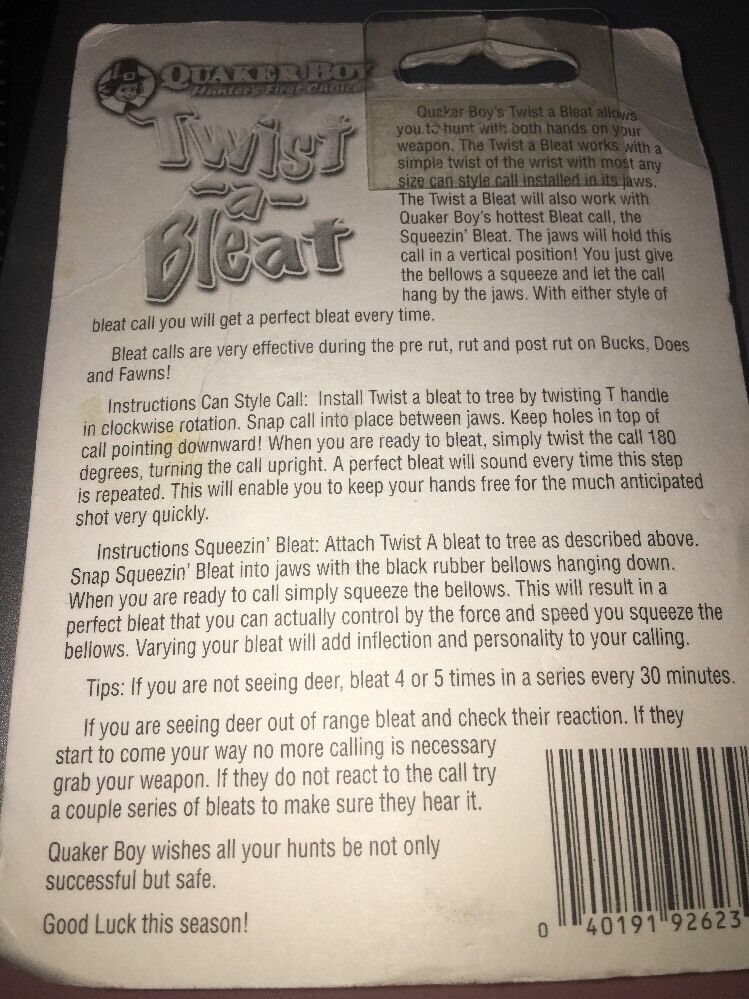 QUAKER BOY
Hunter's First Choice
Twist
-a-
Bleat
Quaker Boy's Twist a Bleat allows
you to hunt with both hands on your
weapon. The Twist a Bleat works with a
simple twist of the wrist with most any
size can style call installed in its jaws.
The Twist a Bleat will also work with
Quaker Boy's hottest Bleat call, the
Squeezin' Bleat. The jaws will hold this
call in a vertical position! You just give
the bellows a squeeze and let the call
hang by the jaws. With either style of
bleat call you will get a perfect bleat every time.
Bleat calls are very effective during the pre rut, rut and post rut on Bucks, Does
and Fawns!
Instructions Can Style Call: Install Twist a bleat to tree by twisting T handle
in clockwise rotation. Snap call into place between jaws. Keep holes in top of
call pointing downward! When you are ready to bleat, simply twist the call 180
degrees, turning the call upright. A perfect bleat will sound every time this step
is repeated. This will enable you to keep your hands free for the much anticipated
shot very quickly.
Instructions Squeezin' Bleat: Attach Twist A bleat to tree as described above.
Snap Squeezin' Bleat into jaws with the black rubber bellows hanging down.
When you are ready to call simply squeeze the bellows. This will result in a
perfect bleat that you can actually control by the force and speed you squeeze the
bellows. Varying your bleat will add inflection and personality to your calling.
Tips: If you are not seeing deer, bleat 4 or 5 times in a series every 30 minutes.
If you are seeing deer out of range bleat and check their reaction. If they
start to come your way no more calling is necessary
grab your weapon. If they do not react to the call try
a couple series of bleats to make sure they hear it.
Quaker Boy wishes all your hunts be not only
successful but safe.
Good Luck this season!
0 40191 92623